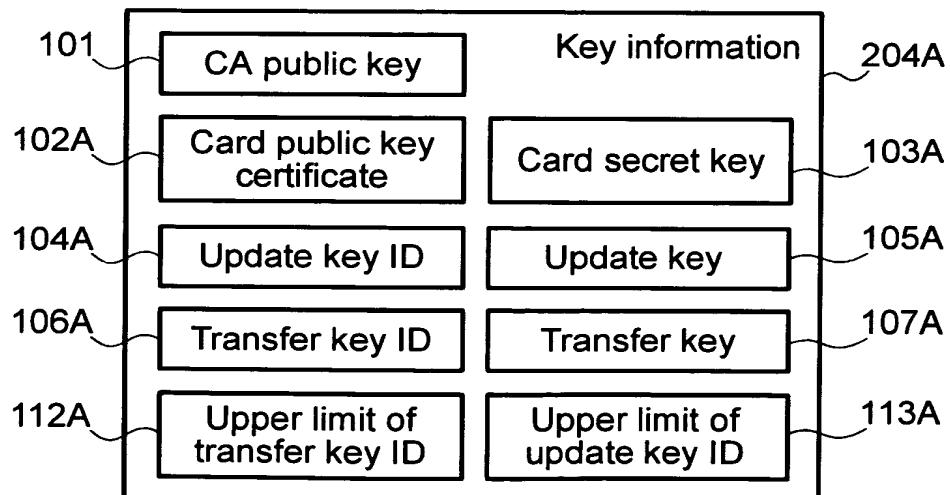 101
CA public key
Key information
204A
102A
Card public key
certificate
Card secret key
103A
104A
Update key ID
Update key
105A
106A
Transfer key ID
Transfer key
107A
112A
Upper limit of
transfer key ID
Upper limit of
update key ID
113A